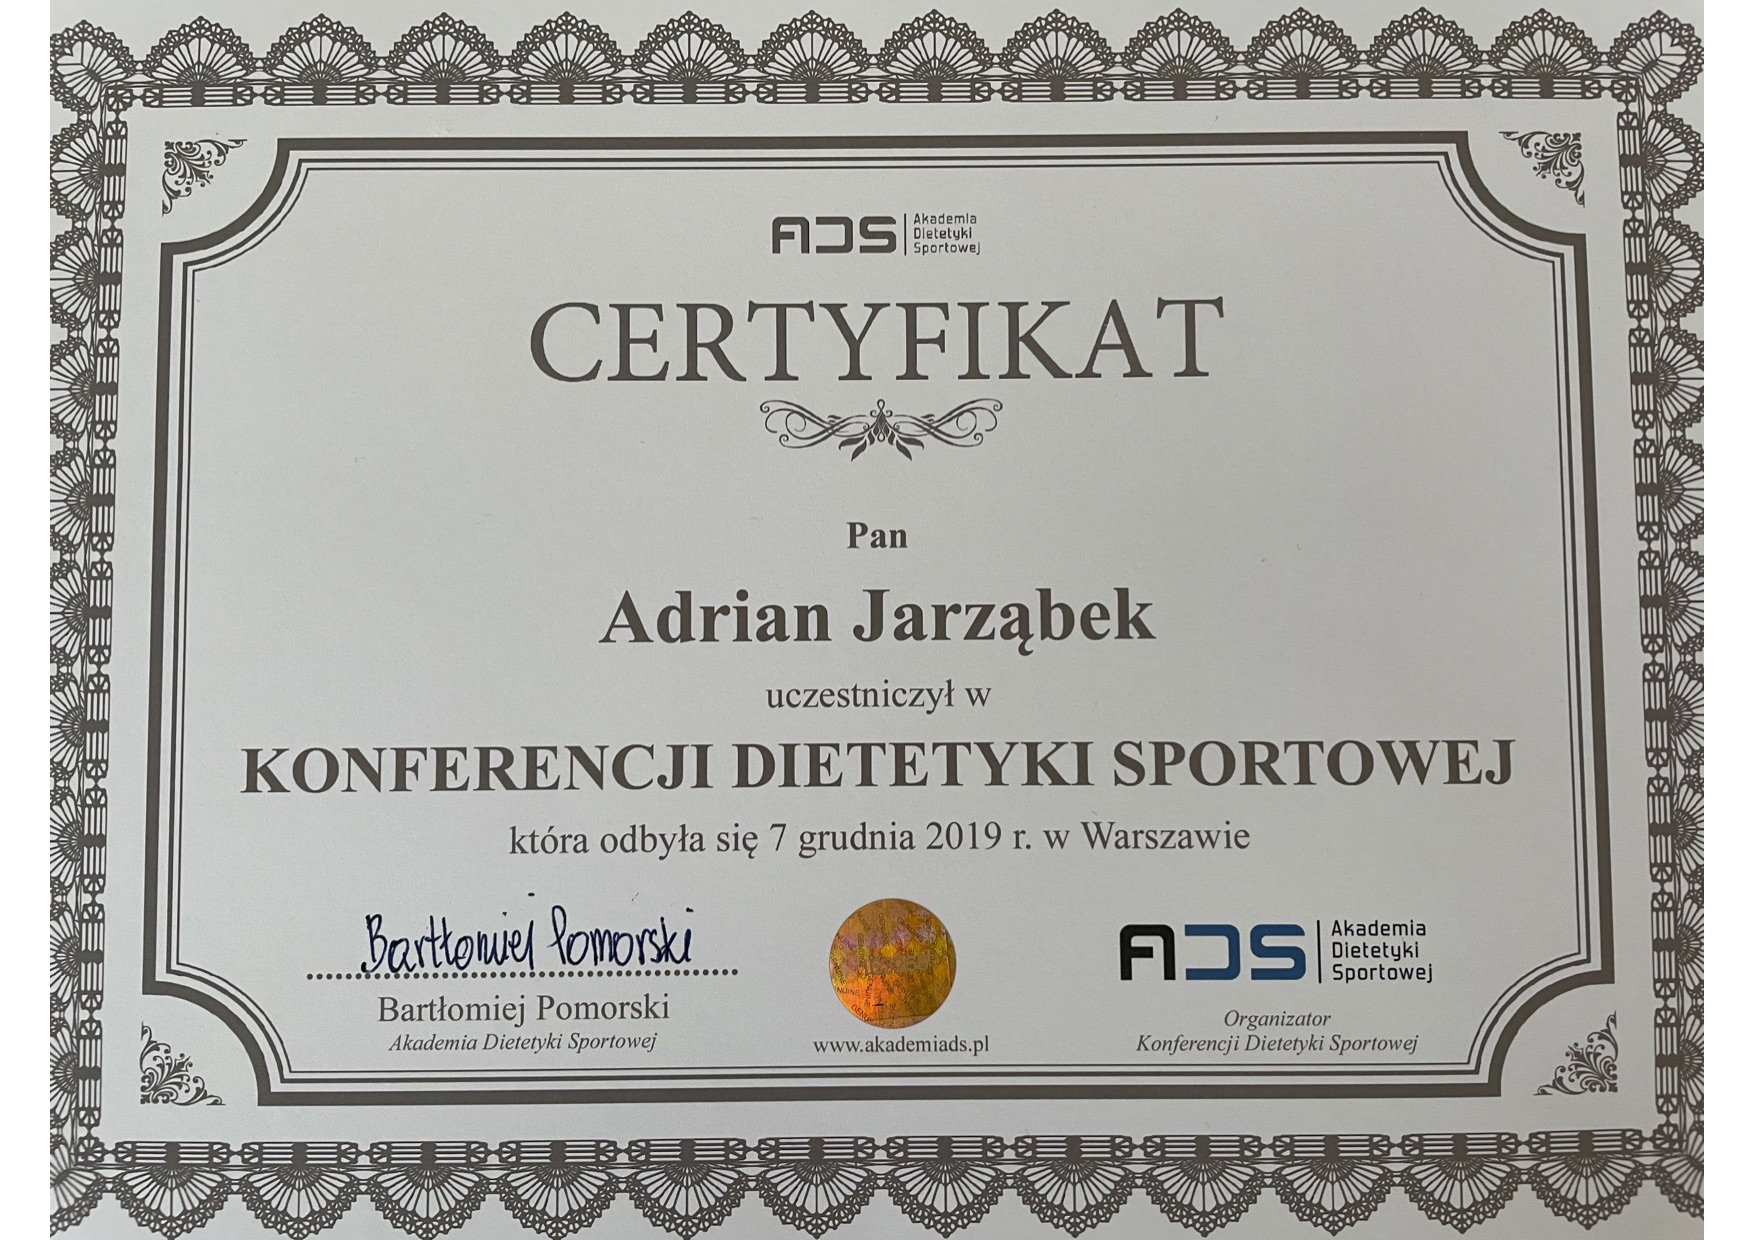 ADS Akademia
Dietetyki
Sportowej
CERTYFIKAT
Pan
Adrian Jarząbek
uczestniczył w
KONFERENCJI DIETETYKI SPORTOWEJ
która odbyła się 7 grudnia 2019 r. w Warszawie
Bartłomiej Pomorski
Bartłomiej Pomorski
Akademia Dietetyki Sportowej
www.akademiads.pl
ADS Akademia
Dietetyki
Sportowej
Organizator
Konferencji Dietetyki Sportowej